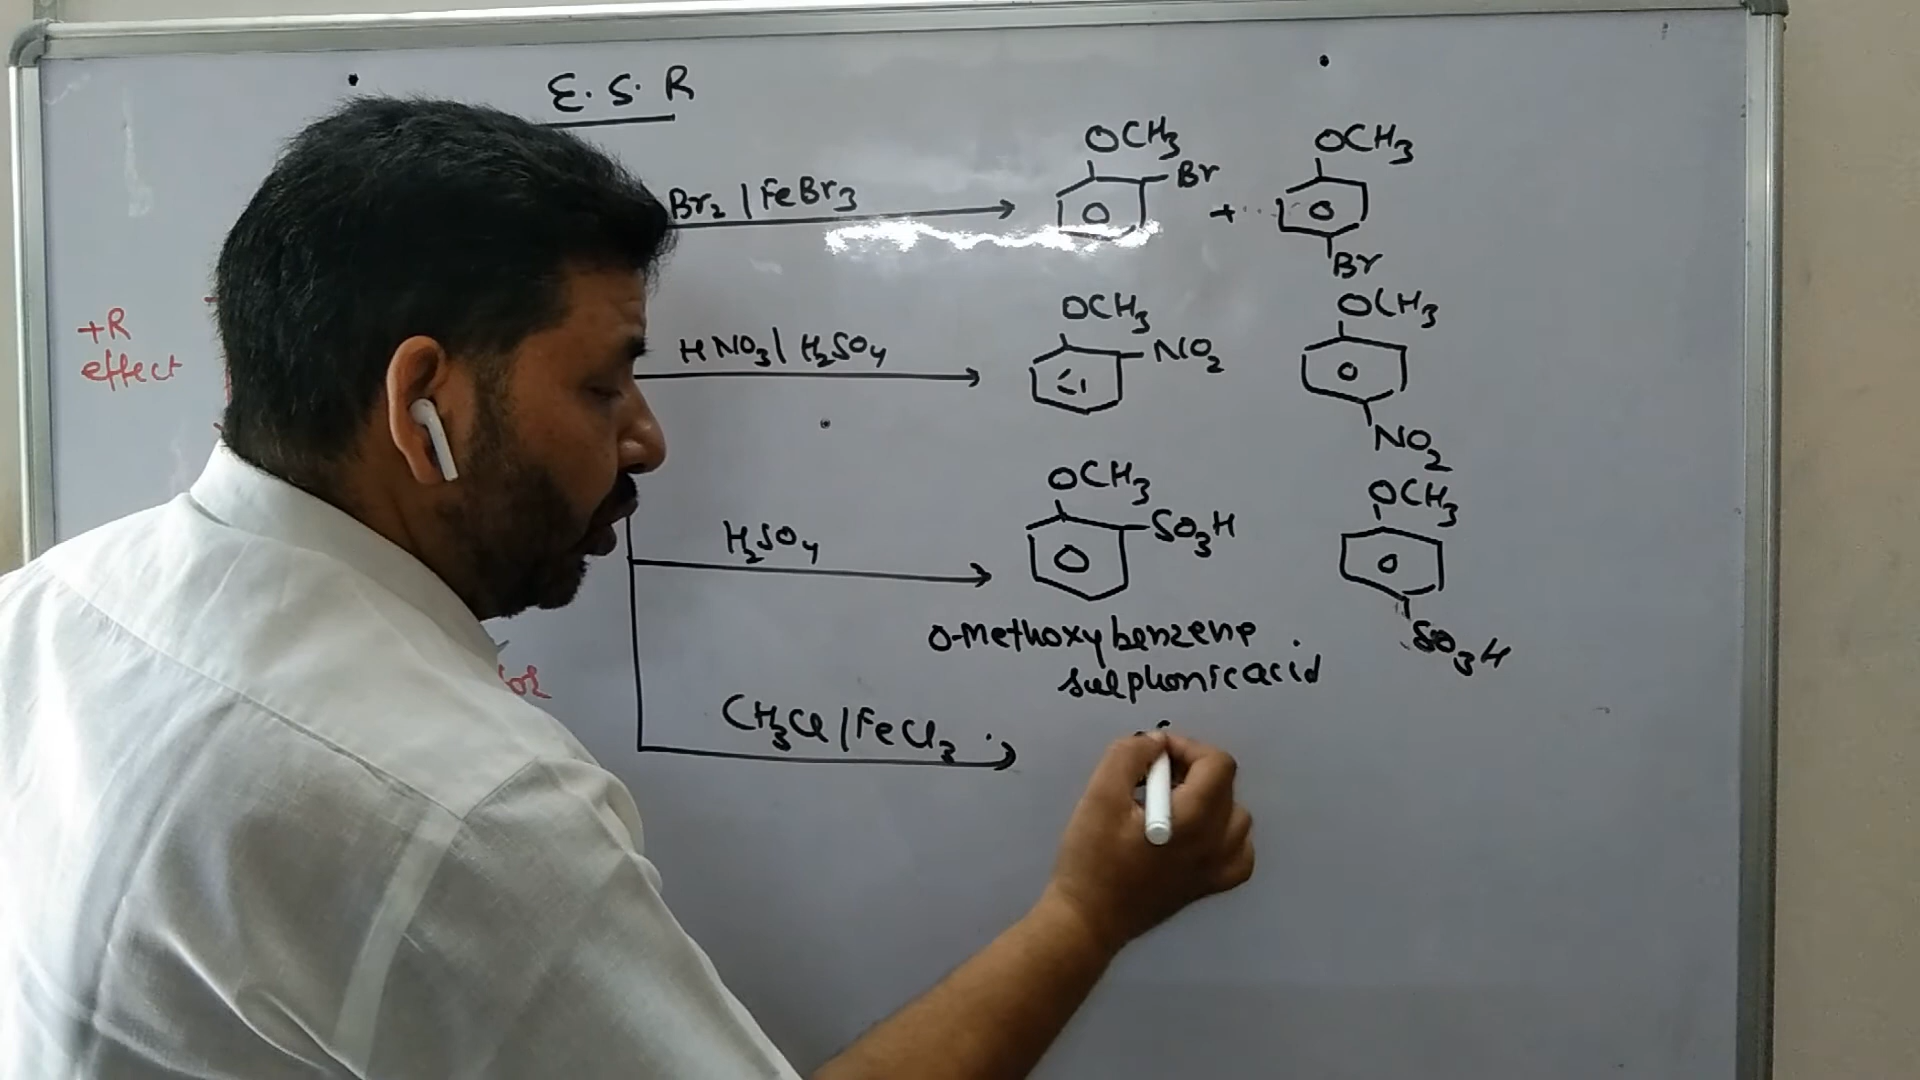 E.S.R
Br2 | FeBr3
OCH3
Br
+
OCH3
Br
+R
effect
HNO3 | H2SO4
OCH3
NO2
OCH3
NO2
H2SO4
OCH3
SO3H
OCH3
SO3H
O-Methoxybenzene
sulphonic acid
CH3Cl | FeCl3